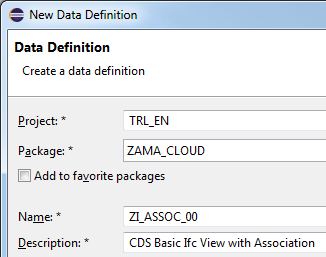 New Data Definition
Data Definition
Create a data definition
Project: * TRL_EN
Package: * ZAMA_CLOUD
Add to favorite packages
Name: * ZI_ASSOC_00
Description: * CDS Basic Ifc View with Association